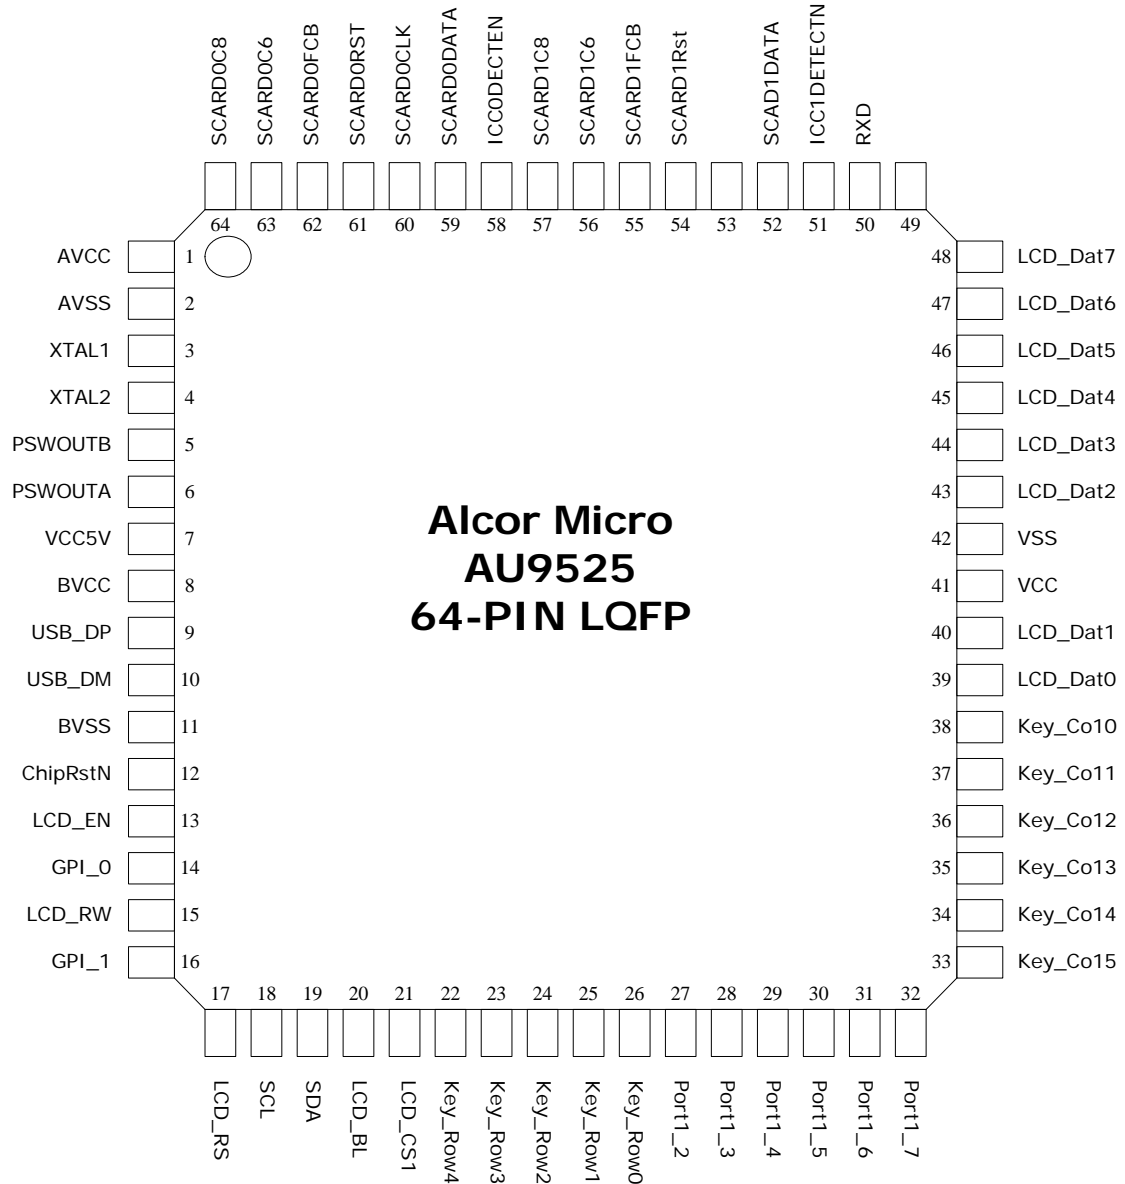 SCARD0C8
SCARD0C6
SCARD0FCB
SCARD0RST
SCARD0CLK
SCARD0DATA
ICC0DECTEN
SCARD1C8
SCARD1C6
SCARD1FCB
SCARD1Rst
SCAD1DATA
ICC1DETECTN
RXD
64 63 62 61 60 59 58 57 56 55 54 53 52 51 50 49
AVCC 1
AVSS 2
XTAL1 3
XTAL2 4
PSWOUTB 5
PSWOUTA 6
VCC5V 7
BVCC 8
USB_DP 9
USB_DM 10
BVSS 11
ChipRstN 12
LCD_EN 13
GPI_0 14
LCD_RW 15
GPI_1 16
Alcor Micro
AU9525
64-PIN LQFP
48 LCD_Dat7
47 LCD_Dat6
46 LCD_Dat5
45 LCD_Dat4
44 LCD_Dat3
43 LCD_Dat2
42 VSS
41 VCC
40 LCD_Dat1
39 LCD_Dat0
38 Key_Co10
37 Key_Co11
36 Key_Co12
35 Key_Co13
34 Key_Co14
33 Key_Co15
17 18 19 20 21 22 23 24 25 26 27 28 29 30 31 32
LCD_RS
SCL
SDA
LCD_BL
LCD_CS1
Key_Row4
Key_Row3
Key_Row2
Key_Row1
Key_Row0
Port1_2
Port1_3
Port1_4
Port1_5
Port1_6
Port1_7